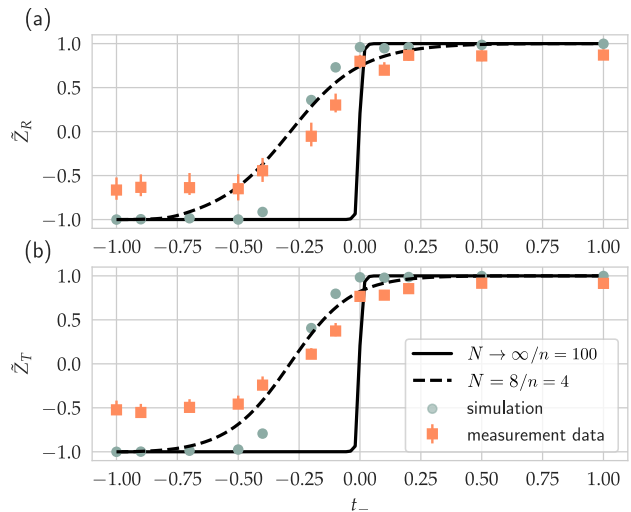 (a)
1.0
0.5
0.0
−0.5
−1.0
Z̃_R
−1.00 −0.75 −0.50 −0.25 0.00 0.25 0.50 0.75 1.00
(b)
1.0
0.5
0.0
−0.5
−1.0
Z̃_T
N → ∞/n = 100
N = 8/n = 4
simulation
measurement data
−1.00 −0.75 −0.50 −0.25 0.00 0.25 0.50 0.75 1.00
t_−